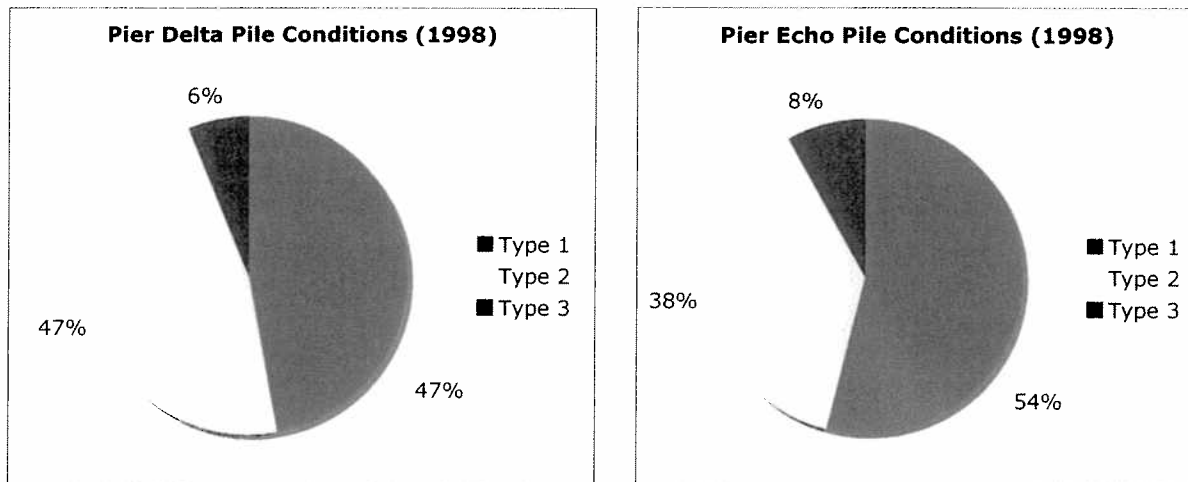 Pier Delta Pile Conditions (1998)
6%
Type 1
Type 2
Type 3
47%
47%
Pier Echo Pile Conditions (1998)
8%
Type 1
Type 2
Type 3
38%
54%